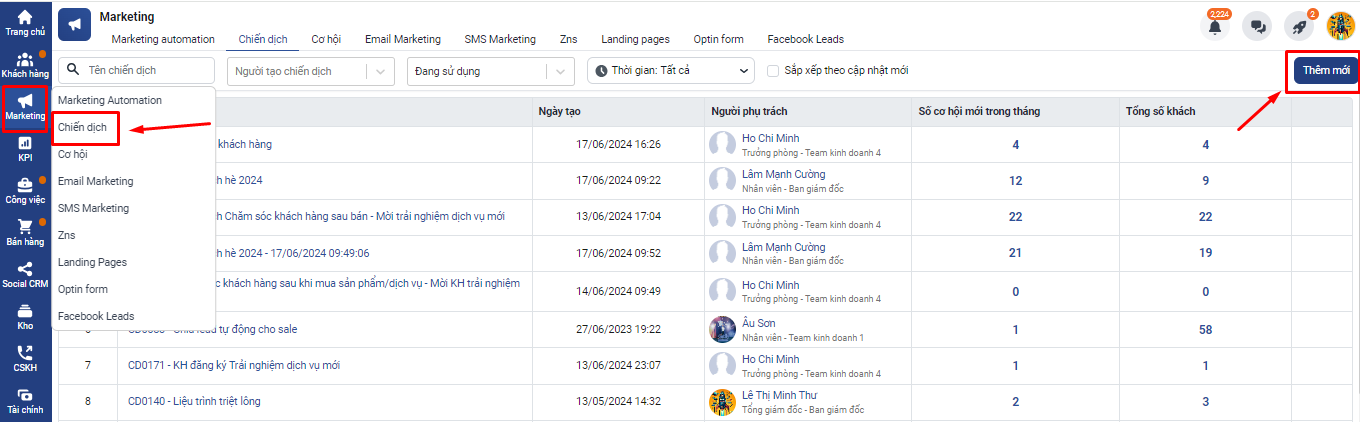 Marketing
2,224
2
Trang chủ
Marketing automation
Chiến dịch
Cơ hội
Email Marketing
SMS Marketing
Zns
Landing pages
Optin form
Facebook Leads
Khách hàng
Tên chiến dịch
Người tạo chiến dịch
Đang sử dụng
Thời gian: Tất cả
Sắp xếp theo cập nhật mới
Thêm mới
Marketing
KPI
Công việc
Bán hàng
Social CRM
Kho
CSKH
Tài chính
Marketing Automation
Chiến dịch
Cơ hội
Email Marketing
SMS Marketing
Zns
Landing Pages
Optin form
Facebook Leads
Ngày tạo
Người phụ trách
Số cơ hội mới trong tháng
Tổng số khách
khách hàng
17/06/2024 16:26
Ho Chi Minh
Trưởng phòng - Team kinh doanh 4
4
4
h hè 2024
17/06/2024 09:22
Lâm Mạnh Cường
Nhân viên - Ban giám đốc
12
9
h Chăm sóc khách hàng sau bán - Mời trải nghiệm dịch vụ mới
13/06/2024 17:04
Ho Chi Minh
Trưởng phòng - Team kinh doanh 4
22
22
h hè 2024 - 17/06/2024 09:49:06
17/06/2024 09:52
Lâm Mạnh Cường
Nhân viên - Ban giám đốc
21
19
c khách hàng sau khi mua sản phẩm/dịch vụ - Mời KH trải nghiệm
14/06/2024 09:49
Ho Chi Minh
Trưởng phòng - Team kinh doanh 4
0
0
tự động cho sale
27/06/2023 19:22
Âu Sơn
Nhân viên - Team kinh doanh 1
1
58
7
CD0171 - KH đăng ký Trải nghiệm dịch vụ mới
13/06/2024 23:07
Ho Chi Minh
Trưởng phòng - Team kinh doanh 4
1
1
8
CD0140 - Liệu trình triệt lông
13/05/2024 14:32
Lê Thị Minh Thư
Tổng giám đốc - Ban giám đốc
2
3